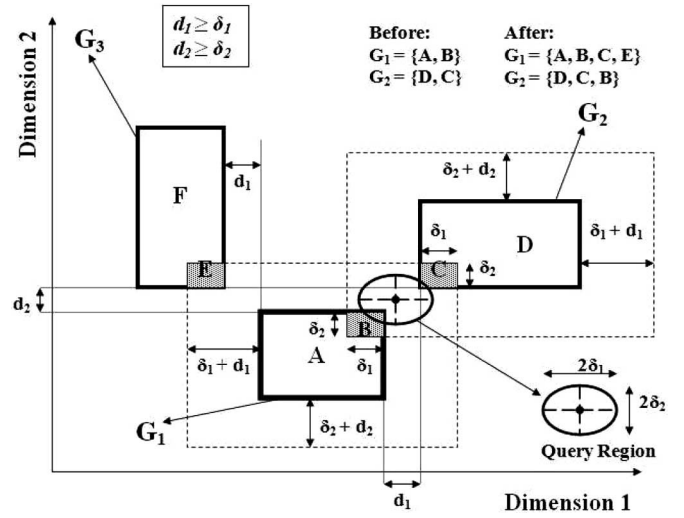 d₁ ≥ δ₁
d₂ ≥ δ₂
Before:
G₁ = {A, B}
G₂ = {D, C}
After:
G₁ = {A, B, C, E}
G₂ = {D, C, B}
G₃
G₂
Dimension 2
F
d₁
δ₂ + d₂
δ₁
D
δ₁ + d₁
E
C
δ₂
d₂
δ₂
B
A
δ₁ + d₁
δ₁
2δ₁
2δ₂
G₁
δ₂ + d₂
Query Region
d₁
Dimension 1